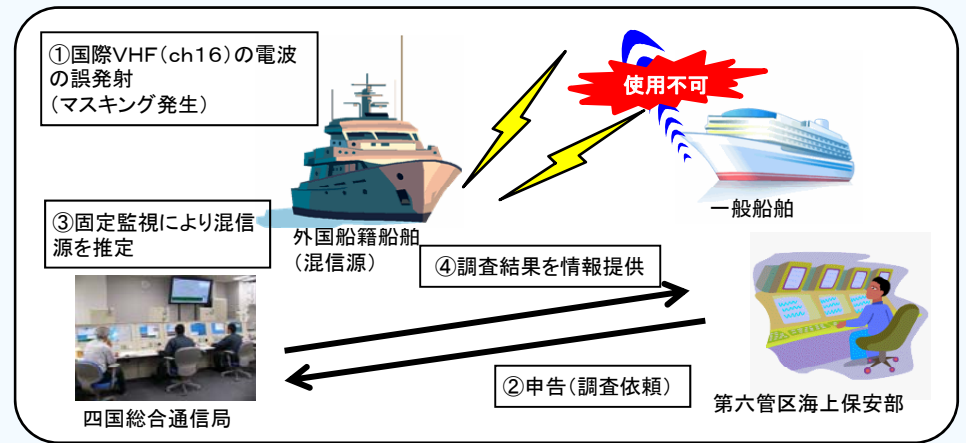 ①国際VHF(ch16)の電波
の誤発射
(マスキング発生)
使用不可
一般船舶
外国船籍船舶
(混信源)
③固定監視により混信
源を推定
④調査結果を情報提供
②申告(調査依頼)
四国総合通信局
第六管区海上保安部